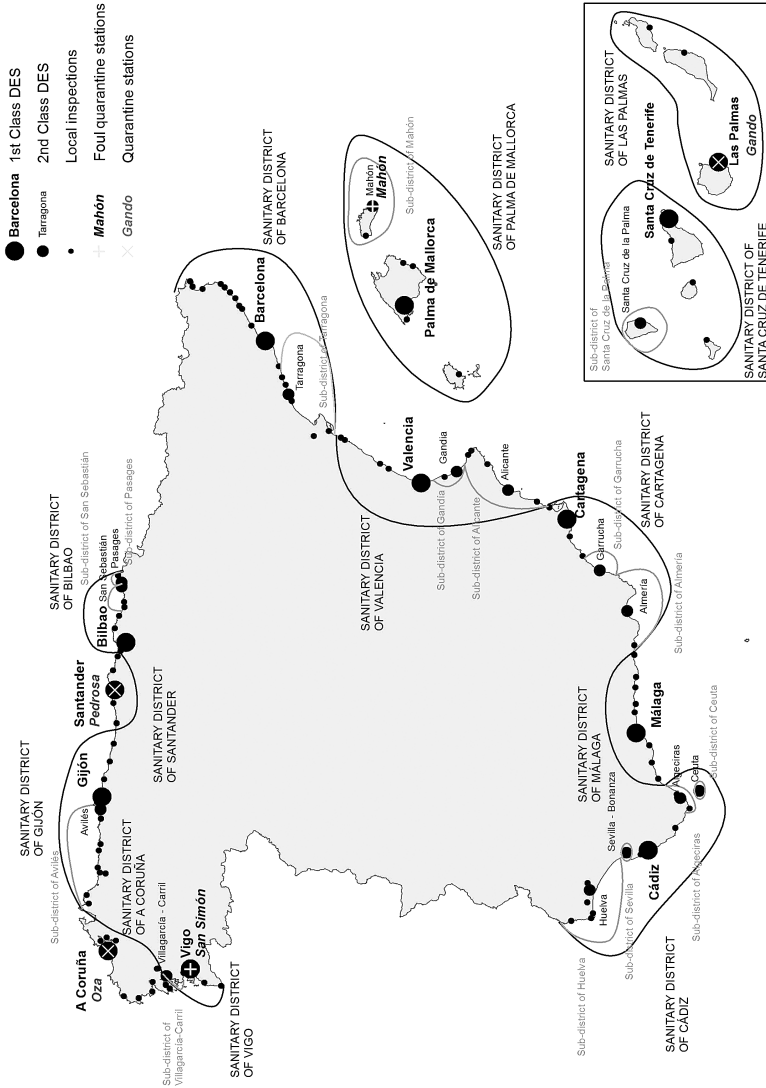 Barcelona 1st Class DES
Tarragona 2nd Class DES
Local inspections
Mahón Foul quarantine stations
Gando Quarantine stations
SANITARY DISTRICT
OF GIJÓN
Sub-district of Avilés
Avilés
Gijón
SANITARY DISTRICT
OF A CORUÑA
A Coruña
Oza
Villagarcía - Carril
Sub-district of
Villagarcía-Carril
Vigo
San Simón
SANITARY DISTRICT
OF VIGO
Santander
Pedrosa
SANITARY DISTRICT
OF SANTANDER
SANITARY DISTRICT
OF BILBAO
Bilbao
San Sebastián
Pasages
Sub-district of San Sebastián
Sub-district of Pasages
SANITARY DISTRICT
OF BARCELONA
Barcelona
Tarragona
Sub-district of Tarragona
SANITARY DISTRICT
OF PALMA DE MALLORCA
Palma de Mallorca
Mahón
Mahón
Sub-district of Mahón
Valencia
Gandía
Alicante
Sub-district of Gandía
Sub-district of Alicante
SANITARY DISTRICT
OF VALENCIA
Cartagena
Garrucha
Sub-district of Garrucha
SANITARY DISTRICT
OF CARTAGENA
Almería
Sub-district of Almería
Málaga
SANITARY DISTRICT
OF MÁLAGA
Algeciras
Ceuta
Sub-district of Ceuta
Sub-district of Algeciras
Sevilla - Bonanza
Cádiz
Sub-district of Sevilla
Huelva
Sub-district of Huelva
SANITARY DISTRICT
OF CÁDIZ
SANITARY DISTRICT
OF LAS PALMAS
Las Palmas
Gando
Santa Cruz de Tenerife
Santa Cruz de la Palma
Sub-district of
Santa Cruz de la Palma
SANITARY DISTRICT OF
SANTA CRUZ DE TENERIFE